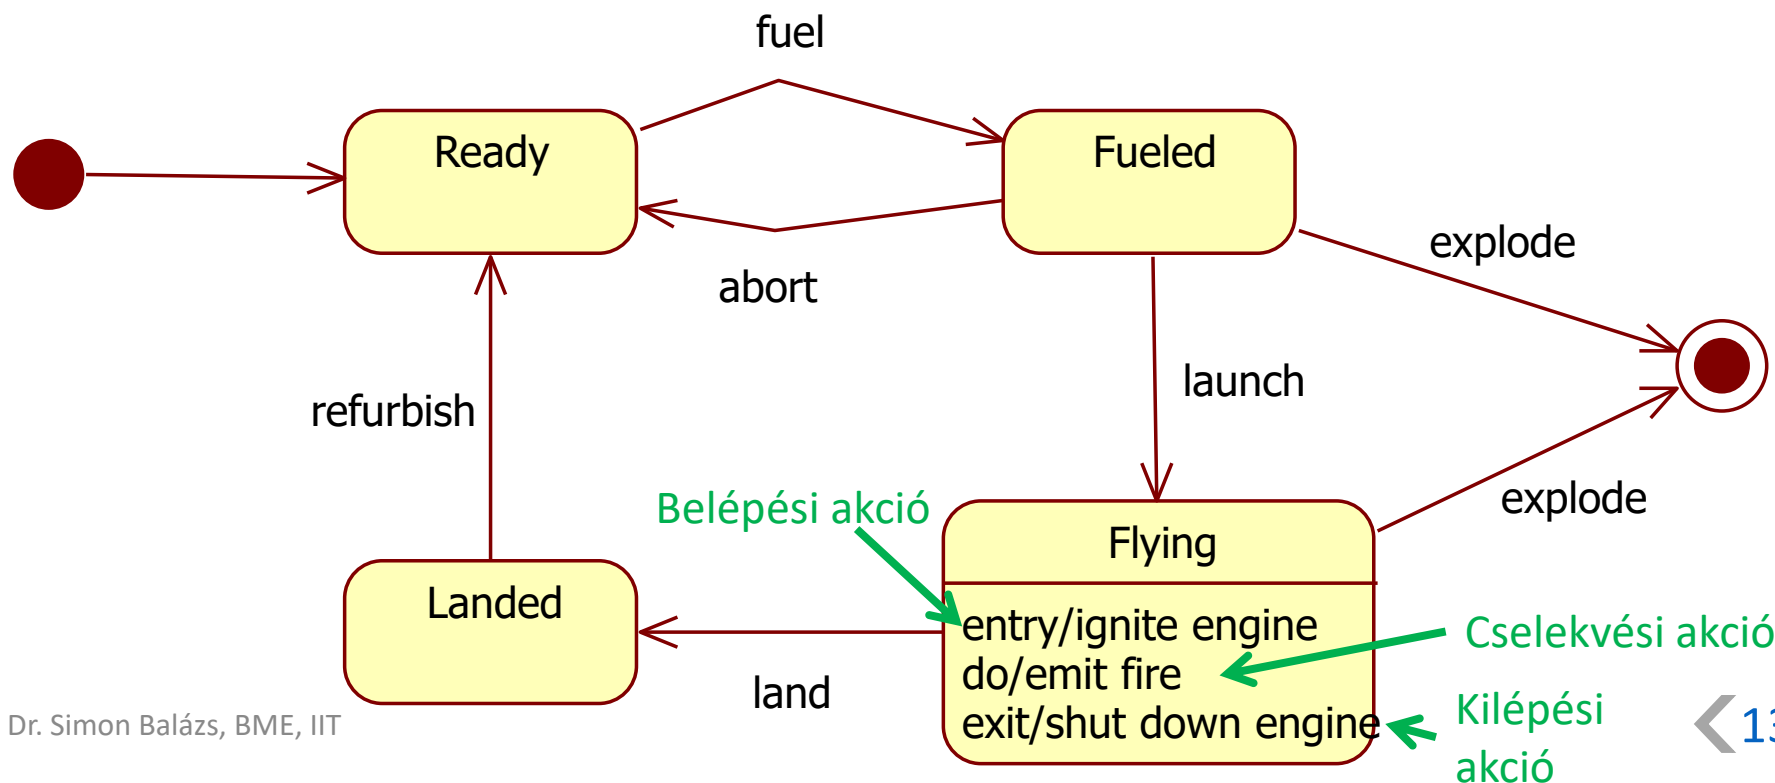 fuel
Ready
Fueled
explode
abort
launch
refurbish
Belépési akció
explode
Flying
Landed
entry/ignite engine
Cselekvési akció
do/emit fire
land
exit/shut down engine
Kilépési
akció
Dr. Simon Balázs, BME, IIT